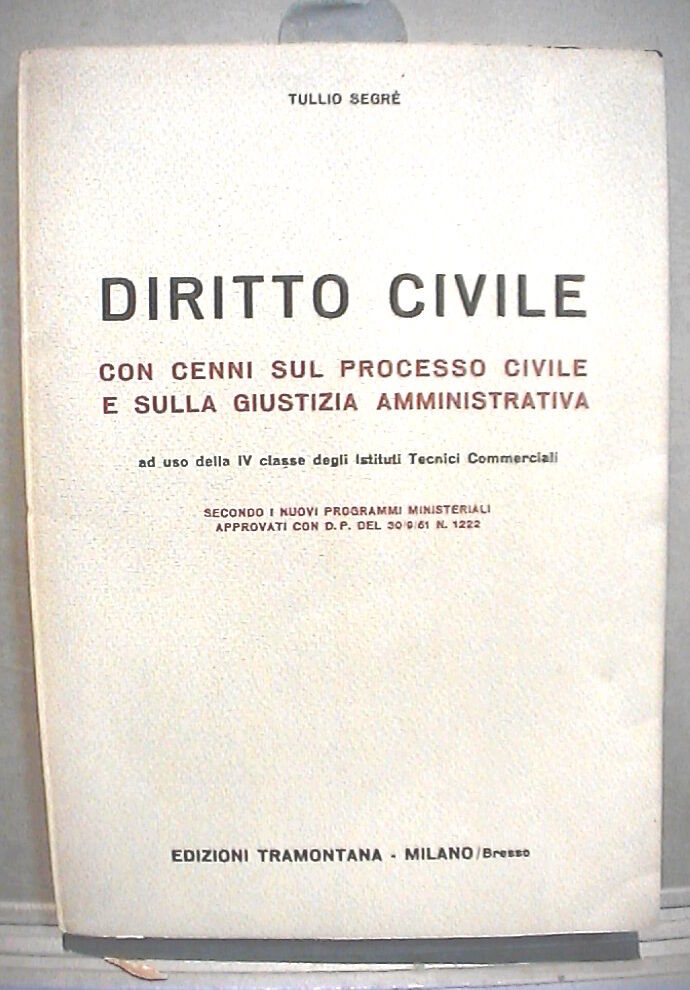 TULLIO SEGRÈ
DIRITTO CIVILE
CON CENNI SUL PROCESSO CIVILE
E SULLA GIUSTIZIA AMMINISTRATIVA
ad uso della IV classe degli Istituti Tecnici Commerciali
SECONDO I NUOVI PROGRAMMI MINISTERIALI
APPROVATI CON D. P. DEL 30/9/61 N. 1222
EDIZIONI TRAMONTANA - MILANO/Bresso